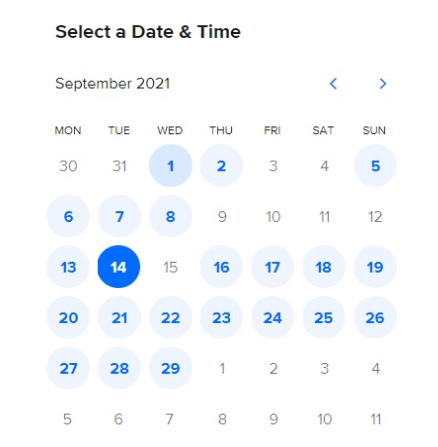 Select a Date & Time
September 2021
MON TUE WED THU FRI SAT SUN
30 31 1 2 3 4 5
6 7 8 9 10 11 12
13 14 15 16 17 18 19
20 21 22 23 24 25 26
27 28 29 1 2 3 4
5 6 7 8 9 10 11